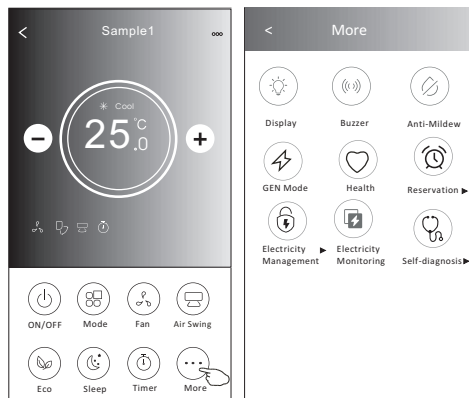 Sample1
Cool
25.0°C
ON/OFF Mode Fan Air Swing
Eco Sleep Timer More
< More
Display Buzzer Anti-Mildew
GEN Mode Health Reservation ▶
Electricity Management ▶ Electricity Monitoring Self-diagnosis ▶